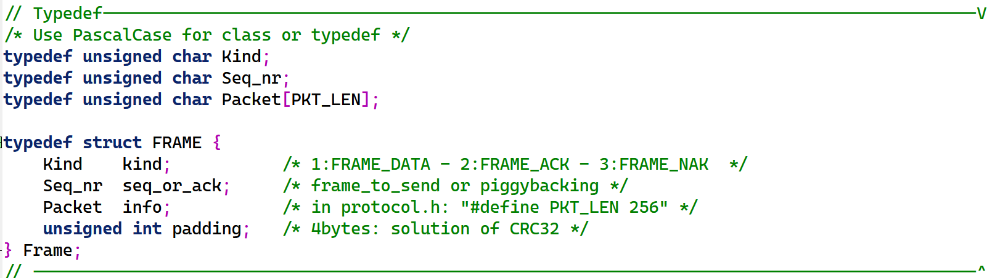 // Typedef————————————————————————————————————————V
/* Use PascalCase for class or typedef */
typedef unsigned char Kind;
typedef unsigned char Seq_nr;
typedef unsigned char Packet[PKT_LEN];
typedef struct FRAME {
    Kind    kind;           /* 1:FRAME_DATA - 2:FRAME_ACK - 3:FRAME_NAK  */
    Seq_nr  seq_or_ack;     /* frame_to_send or piggybacking */
    Packet  info;           /* in protocol.h: "#define PKT_LEN 256" */
    unsigned int padding;   /* 4bytes: solution of CRC32 */
} Frame;
// ————————————————————————————————————————^